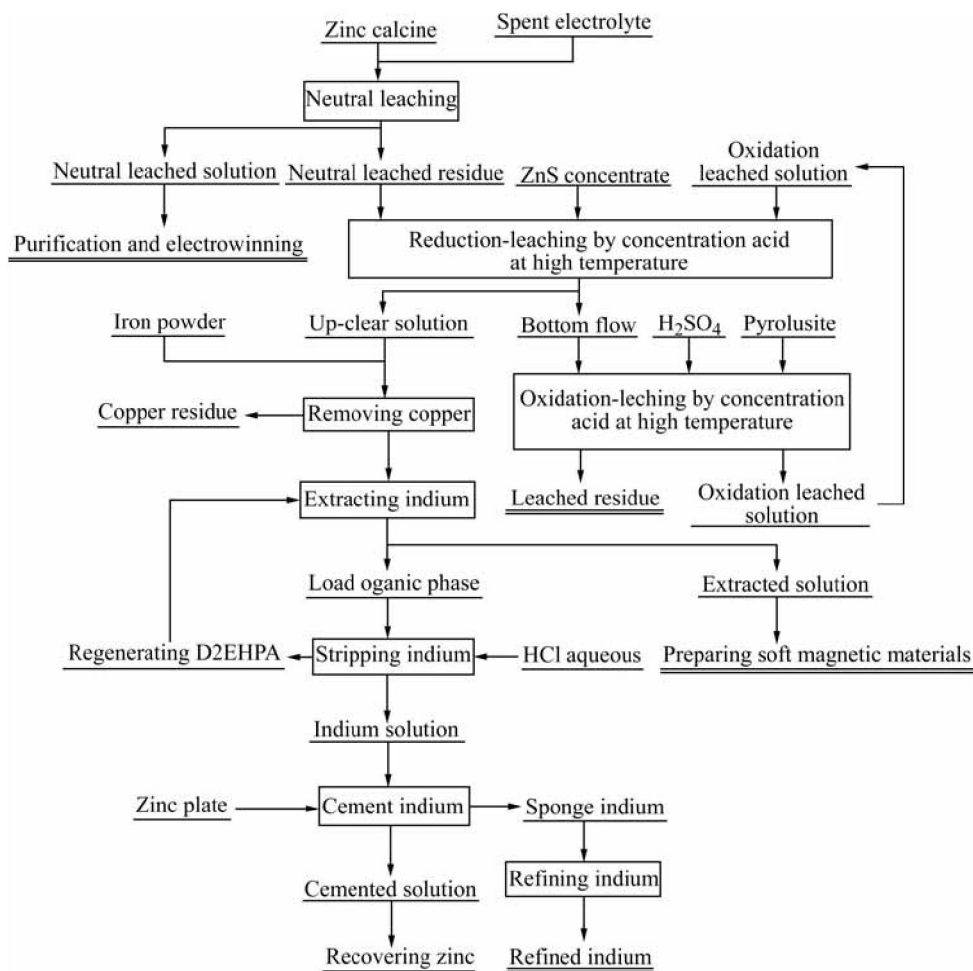 Zinc calcine
Spent electrolyte
Neutral leaching
Neutral leached solution
Neutral leached residue
ZnS concentrate
Oxidation
leached solution
Purification and electrowinning
Reduction-leaching by concentration acid
at high temperature
Iron powder
Up-clear solution
Bottom flow
H₂SO₄
Pyrolusite
Copper residue
Removing copper
Oxidation-leching by concentration
acid at high temperature
Extracting indium
Leached residue
Oxidation leached
solution
Load oganic phase
Extracted solution
Regenerating D2EHPA
Stripping indium
HCl aqueous
Preparing soft magnetic materials
Indium solution
Zinc plate
Cement indium
Sponge indium
Cemented solution
Refining indium
Recovering zinc
Refined indium